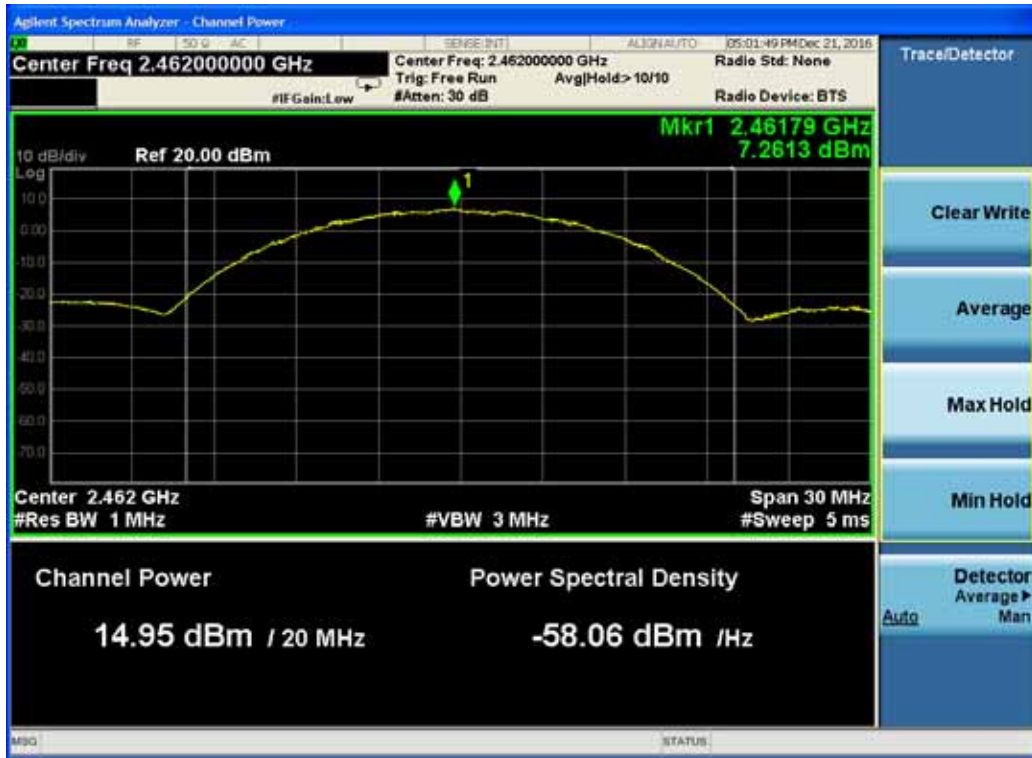 Agilent Spectrum Analyzer - Channel Power
RF 50 Ω AC SENSE:INT ALIGNAUTO 05:01:49 PM Dec 21, 2016
Center Freq 2.462000000 GHz
Center Freq: 2.462000000 GHz
Radio Std: None
Trig: Free Run Avg|Hold:> 10/10
#IFGain:Low #Atten: 30 dB Radio Device: BTS
Mkr1 2.46179 GHz
7.2613 dBm
10 dB/div Ref 20.00 dBm
Log
10.0
0.00
-10.0
-20.0
-30.0
-40.0
-50.0
-60.0
-70.0
1
Center 2.462 GHz Span 30 MHz
#Res BW 1 MHz #VBW 3 MHz #Sweep 5 ms
Channel Power Power Spectral Density
14.95 dBm / 20 MHz -58.06 dBm /Hz
MSG STATUS
Trace/Detector
Clear Write
Average
Max Hold
Min Hold
Detector
Average
Auto Man